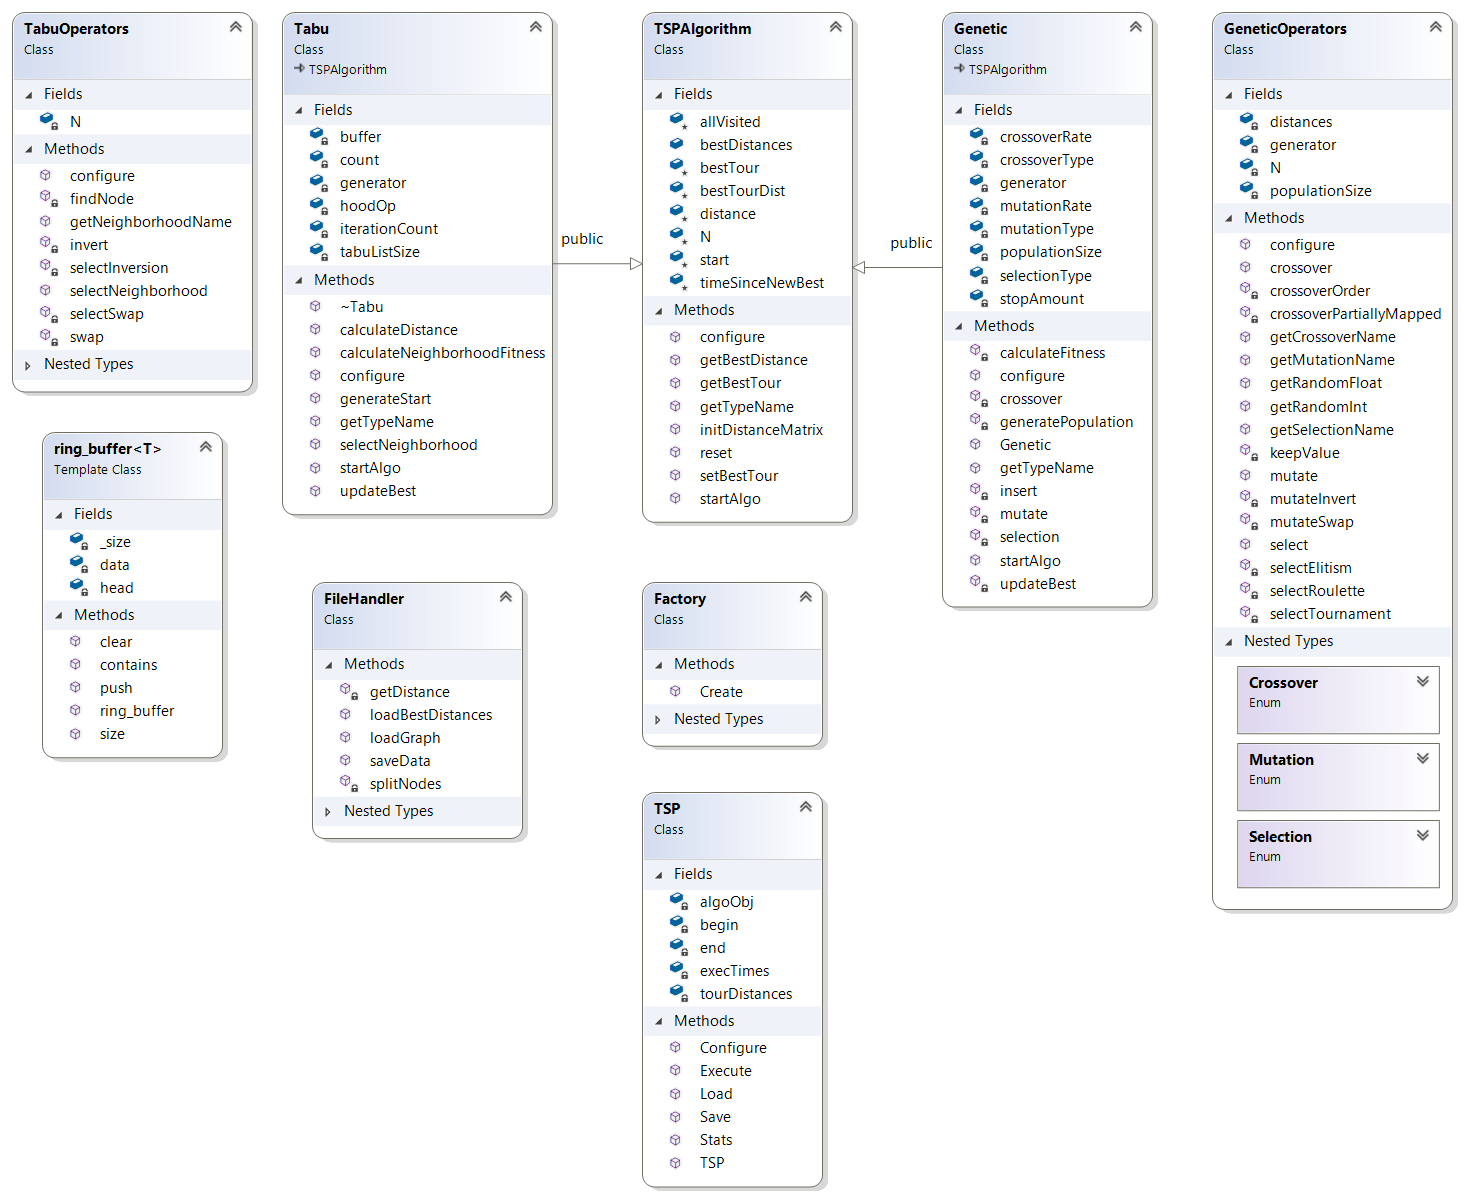 TabuOperators
Class
Fields
N
Methods
configure
findNode
getNeighborhoodName
invert
selectInversion
selectNeighborhood
selectSwap
swap
Nested Types
ring_buffer<T>
Template Class
Fields
_size
data
head
Methods
clear
contains
push
ring_buffer
size
Tabu
Class
TSPAlgorithm
Fields
buffer
count
generator
hoodOp
iterationCount
tabuListSize
Methods
~Tabu
calculateDistance
calculateNeighborhoodFitness
configure
generateStart
getTypeName
selectNeighborhood
startAlgo
updateBest
public
FileHandler
Class
Methods
getDistance
loadBestDistances
loadGraph
saveData
splitNodes
Nested Types
TSPAlgorithm
Class
Fields
allVisited
bestDistances
bestTour
bestTourDist
distance
N
start
timeSinceNewBest
Methods
configure
getBestDistance
getBestTour
getTypeName
initDistanceMatrix
reset
setBestTour
startAlgo
Factory
Class
Methods
Create
Nested Types
TSP
Class
Fields
algoObj
begin
end
execTimes
tourDistances
Methods
Configure
Execute
Load
Save
Stats
TSP
public
Genetic
Class
TSPAlgorithm
Fields
crossoverRate
crossoverType
generator
mutationRate
mutationType
populationSize
selectionType
stopAmount
Methods
calculateFitness
configure
crossover
generatePopulation
Genetic
getTypeName
insert
mutate
selection
startAlgo
updateBest
GeneticOperators
Class
Fields
distances
generator
N
populationSize
Methods
configure
crossover
crossoverOrder
crossoverPartiallyMapped
getCrossoverName
getMutationName
getRandomFloat
getRandomInt
getSelectionName
keepValue
mutate
mutateInvert
mutateSwap
select
selectElitism
selectRoulette
selectTournament
Nested Types
Crossover
Enum
Mutation
Enum
Selection
Enum